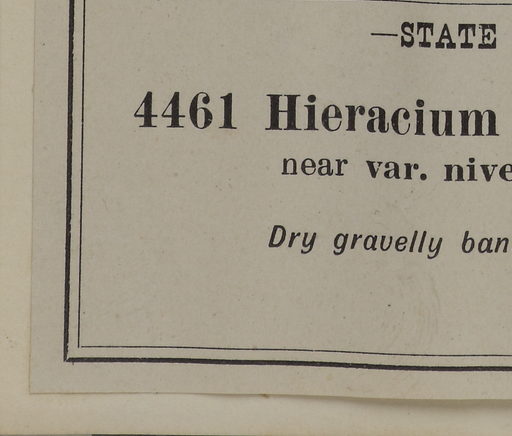 —STATE
4461 Hieracium
near var. nive
Dry gravelly ban